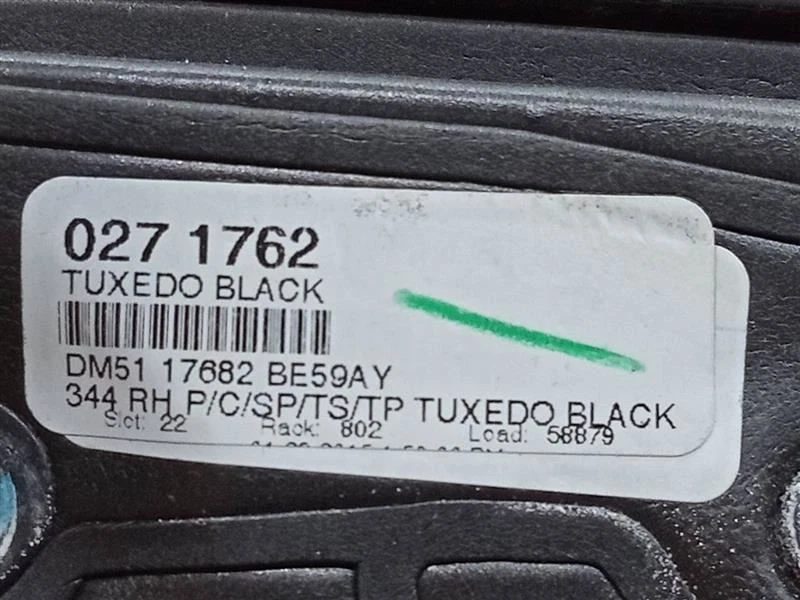 027 1762
TUXEDO BLACK
DM51 17682 BE59AY
344 RH P/C/SP/TS/TP TUXEDO BLACK
Slct: 22 Rack: 802 Load: 58879